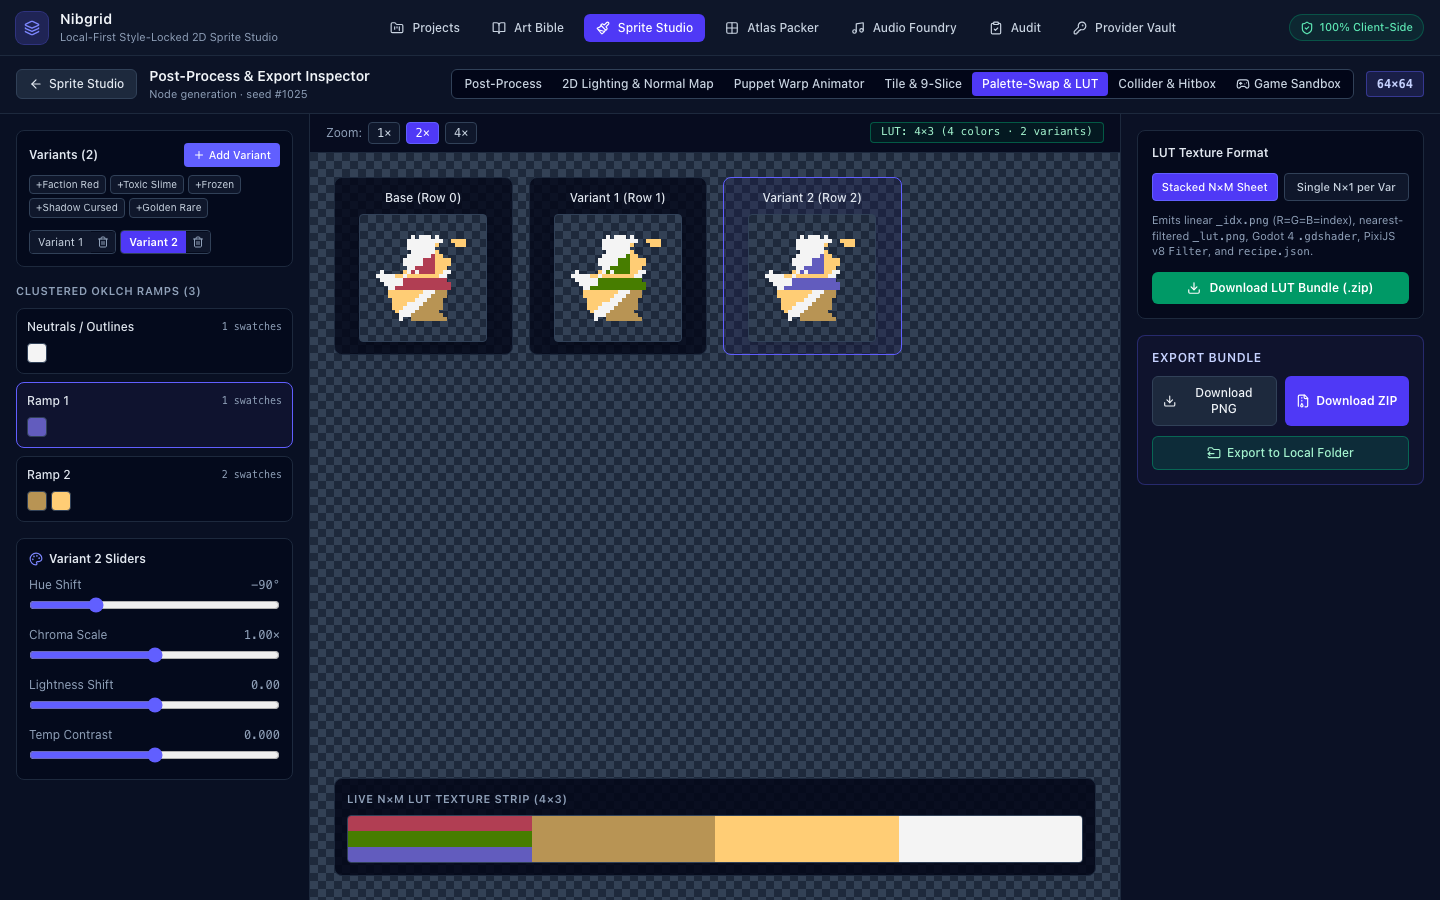 Nibgrid
Local-First Style-Locked 2D Sprite Studio
Projects
Art Bible
Sprite Studio
Atlas Packer
Audio Foundry
Audit
Provider Vault
100% Client-Side
Sprite Studio
Post-Process & Export Inspector
Node generation · seed #1025
Post-Process
2D Lighting & Normal Map
Puppet Warp Animator
Tile & 9-Slice
Palette-Swap & LUT
Collider & Hitbox
Game Sandbox
64×64
Variants (2)
Add Variant
+Faction Red
+Toxic Slime
+Frozen
+Shadow Cursed
+Golden Rare
Variant 1
Variant 2
CLUSTERED OKLCH RAMPS (3)
Neutrals / Outlines
1 swatches
Ramp 1
1 swatches
Ramp 2
2 swatches
Variant 2 Sliders
Hue Shift
−90°
Chroma Scale
1.00×
Lightness Shift
0.00
Temp Contrast
0.000
Zoom:
1×
2×
4×
LUT: 4×3 (4 colors · 2 variants)
Base (Row 0)
Variant 1 (Row 1)
Variant 2 (Row 2)
LIVE N×M LUT TEXTURE STRIP (4×3)
LUT Texture Format
Stacked N×M Sheet
Single N×1 per Var
Emits linear _idx.png (R=G=B=index), nearest-
filtered _lut.png, Godot 4 .gdshader, PixiJS
v8 Filter, and recipe.json.
Download LUT Bundle (.zip)
EXPORT BUNDLE
Download
PNG
Download ZIP
Export to Local Folder